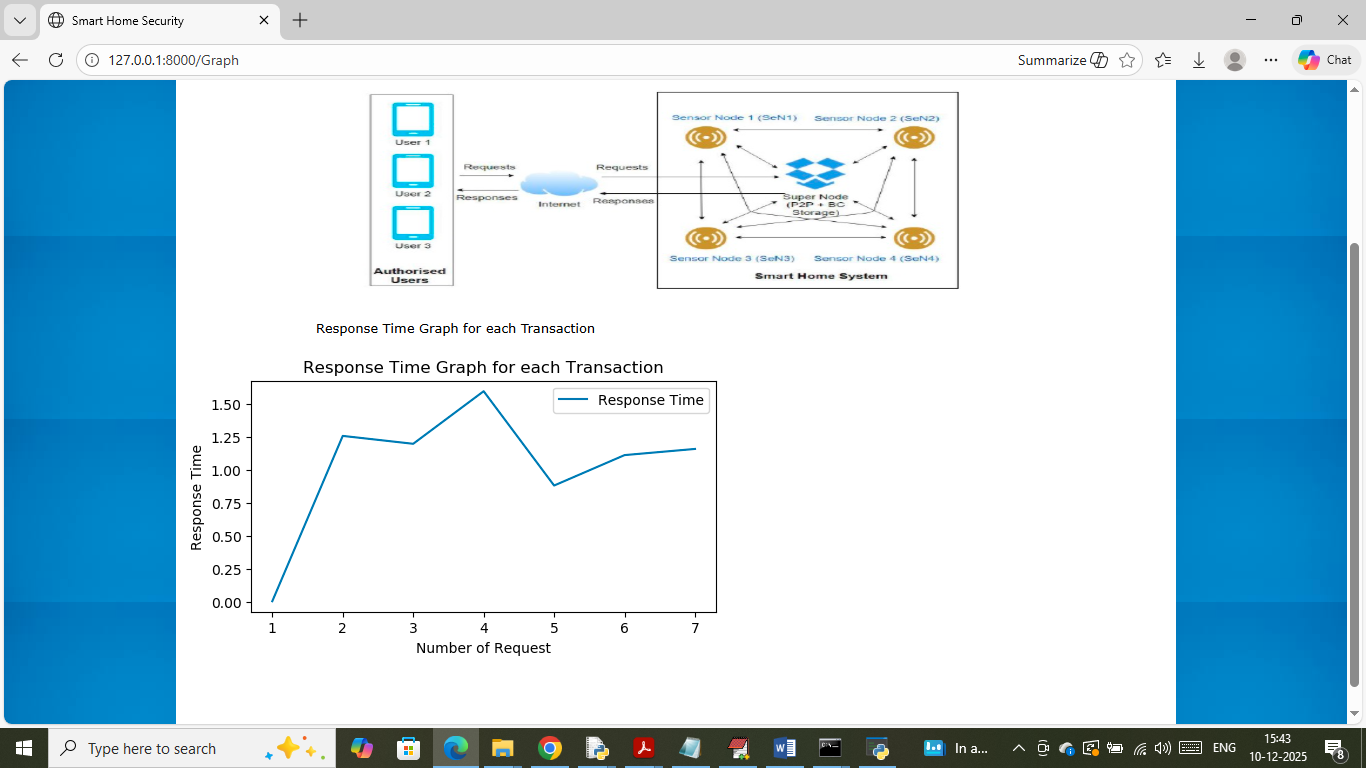 Smart Home Security
127.0.0.1:8000/Graph
Summarize
Chat
User 1
User 2
User 3
Authorised
Users
Requests
Responses
Internet
Requests
Responses
Sensor Node 1 (SeN1) Sensor Node 2 (SeN2)
Super Node
(P2P + BC
Storage)
Sensor Node 3 (SeN3) Sensor Node 4 (SeN4)
Smart Home System
Response Time Graph for each Transaction
Response Time Graph for each Transaction
Response Time
Response Time
1.50
1.25
1.00
0.75
0.50
0.25
0.00
1 2 3 4 5 6 7
Number of Request
Type here to search
In a...
ENG
15:43
10-12-2025
8